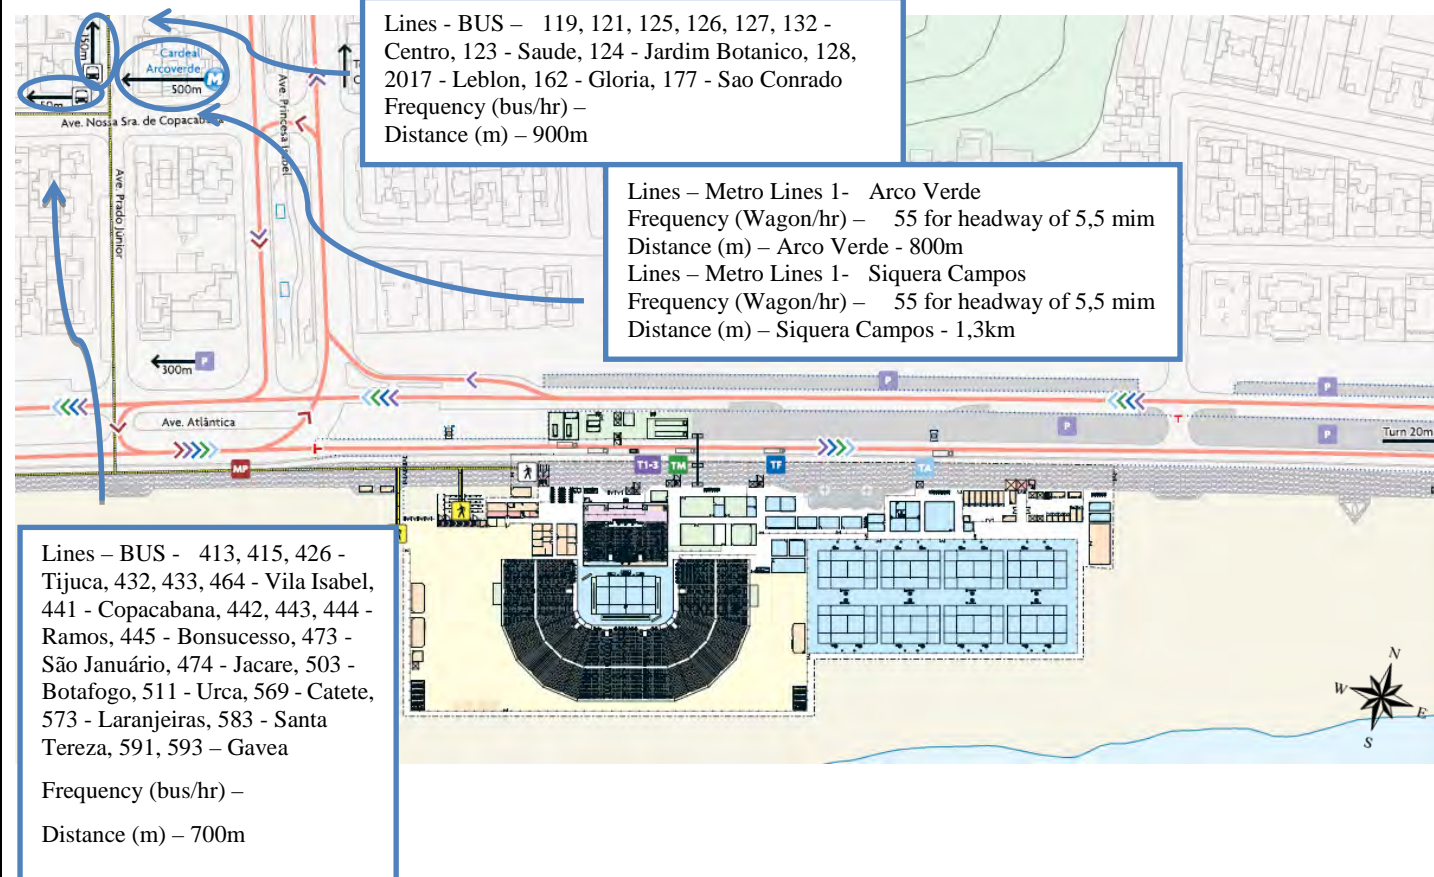 Lines - BUS – 119, 121, 125, 126, 127, 132 -
Centro, 123 - Saude, 124 - Jardim Botanico, 128,
2017 - Leblon, 162 - Gloria, 177 - Sao Conrado
Frequency (bus/hr) –
Distance (m) – 900m
150m
Cardeal
Arcoverde
M
500m
50m
Ave. Nossa Sra. de Copacabana
Ave. Princesa Isabel
Ave. Prado Júnior
Lines – Metro Lines 1- Arco Verde
Frequency (Wagon/hr) – 55 for headway of 5,5 mim
Distance (m) – Arco Verde - 800m
Lines – Metro Lines 1- Siquera Campos
Frequency (Wagon/hr) – 55 for headway of 5,5 mim
Distance (m) – Siquera Campos - 1,3km
P
300m
P
P
P
P
Ave. Atlântica
Turn 20m
MP
T1-3
TM
TF
TA
Lines – BUS - 413, 415, 426 -
Tijuca, 432, 433, 464 - Vila Isabel,
441 - Copacabana, 442, 443, 444 -
Ramos, 445 - Bonsucesso, 473 -
São Januário, 474 - Jacare, 503 -
Botafogo, 511 - Urca, 569 - Catete,
573 - Laranjeiras, 583 - Santa
Tereza, 591, 593 – Gavea
Frequency (bus/hr) –
Distance (m) – 700m
N
W
E
S